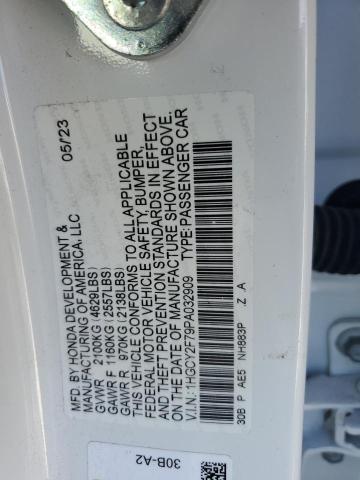 MFD. BY HONDA DEVELOPMENT & 05/23
MANUFACTURING OF AMERICA, LLC
GVWR 2100KG (4629LBS)
GAWR F 1160KG (2557LBS)
GAWR R 970KG (2138LBS)
THIS VEHICLE CONFORMS TO ALL APPLICABLE
FEDERAL MOTOR VEHICLE SAFETY, BUMPER,
AND THEFT PREVENTION STANDARDS IN EFFECT
ON THE DATE OF MANUFACTURE SHOWN ABOVE.
V.I.N.: 1HGCY2F79PA032909 TYPE: PASSENGER CAR
30B P AE5 NH883P Z A
30B-A2